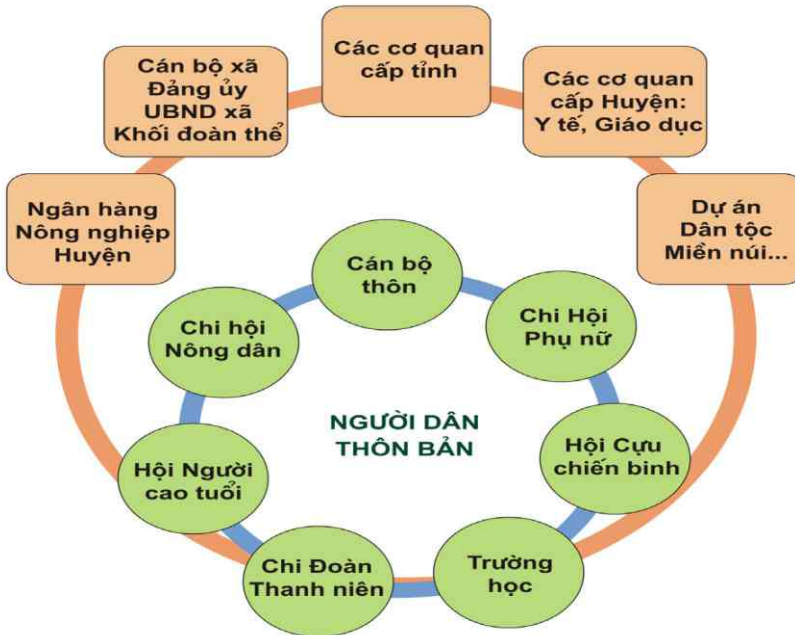 Các cơ quan
cấp tỉnh
Cán bộ xã
Đảng ủy
UBND xã
Khối đoàn thể
Các cơ quan
cấp Huyện:
Y tế, Giáo dục
Ngân hàng
Nông nghiệp
Huyện
Dự án
Dân tộc
Miền núi...
Cán bộ
thôn
Chi hội
Nông dân
Chi Hội
Phụ nữ
NGƯỜI DÂN
THÔN BẢN
Hội Người
cao tuổi
Hội Cựu
chiến binh
Chi Đoàn
Thanh niên
Trường
học